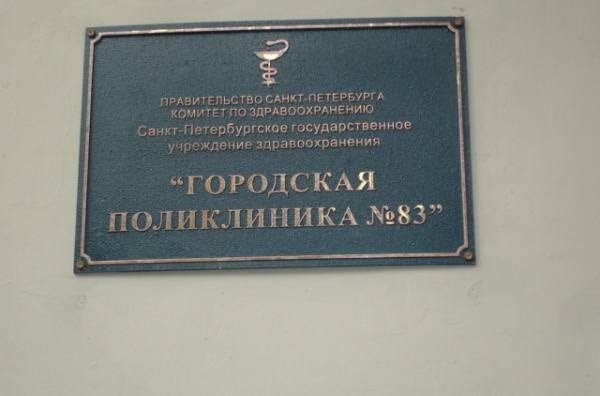 ПРАВИТЕЛЬСТВО САНКТ-ПЕТЕРБУРГА
КОМИТЕТ ПО ЗДРАВООХРАНЕНИЮ
Санкт-Петербургское государственное
учреждение здравоохранения
“ГОРОДСКАЯ
ПОЛИКЛИНИКА №83”